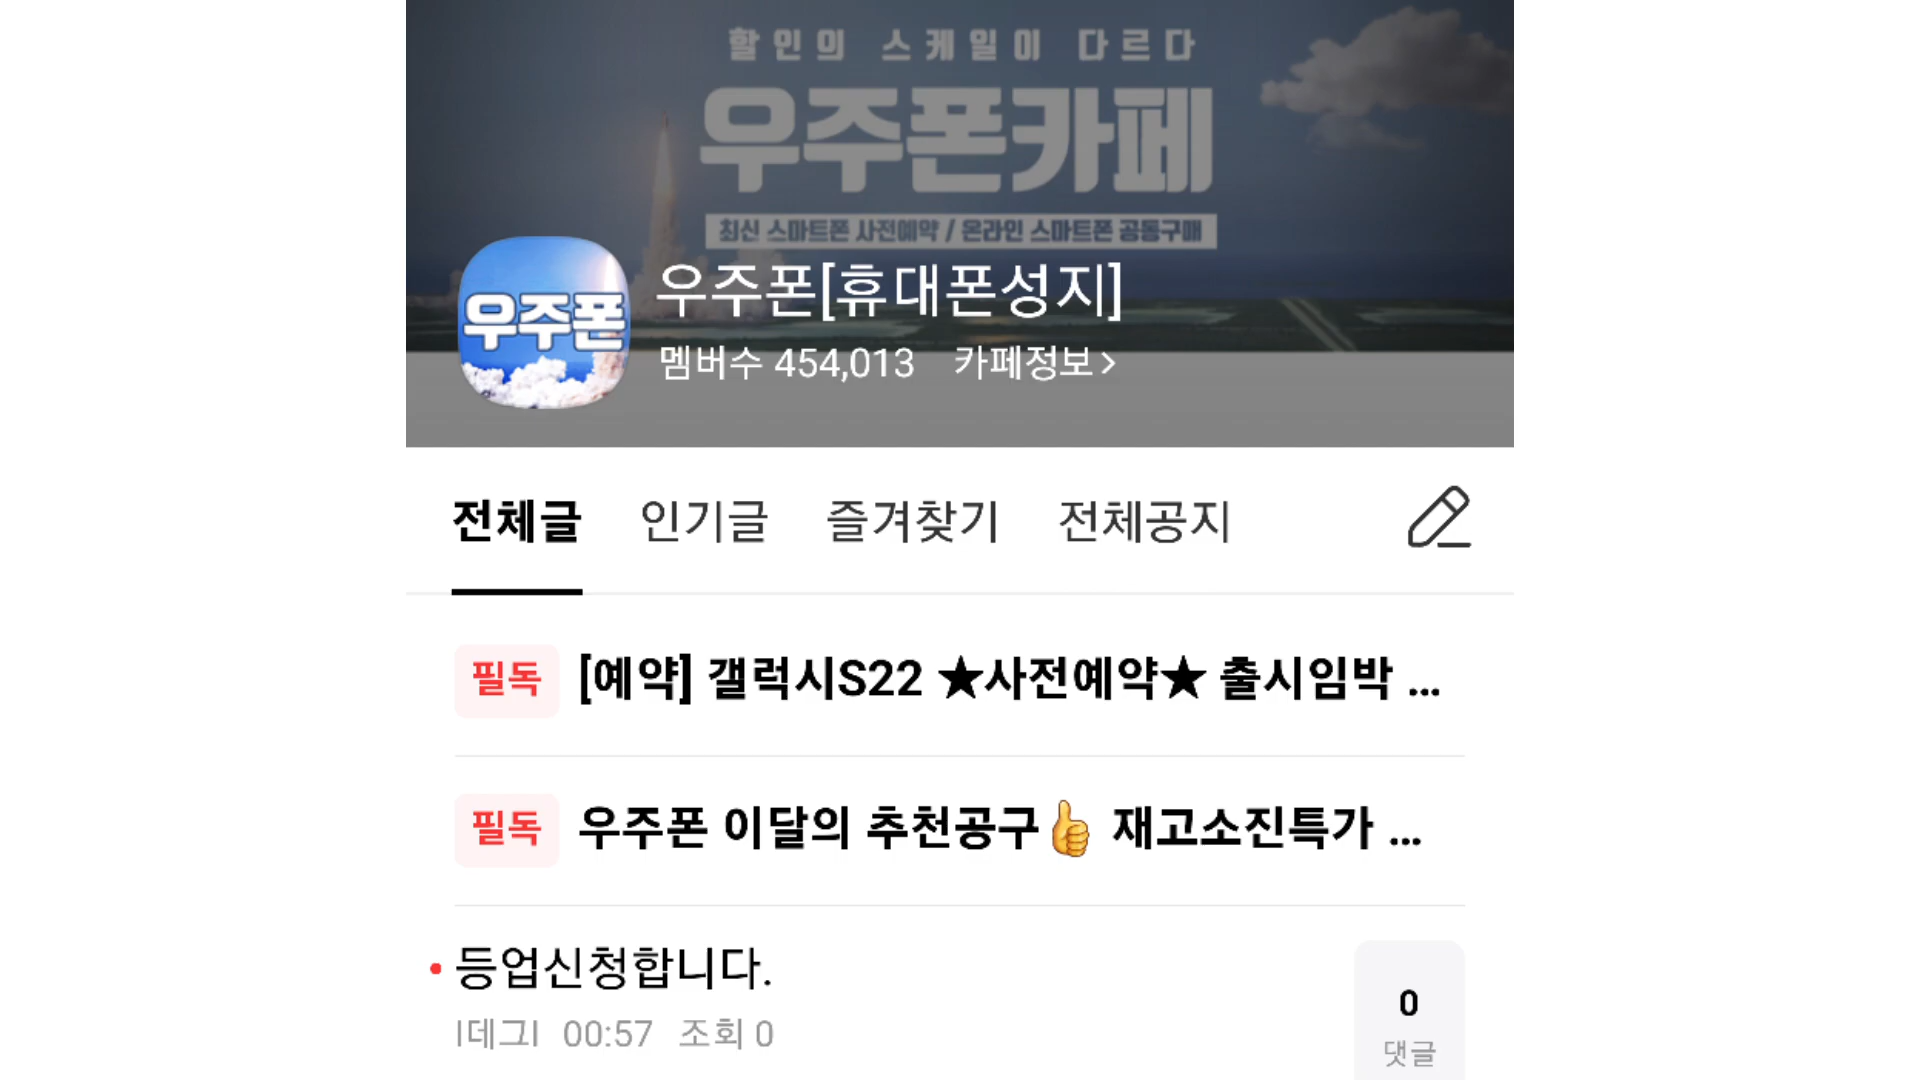 할인의 스케일이 다르다
우주폰카페
최신 스마트폰 사전예약 / 온라인 스마트폰 공동구매
우주폰
우주폰[휴대폰성지]
멤버수 454,013 카페정보 >
전체글 인기글 즐겨찾기 전체공지
필독 [예약] 갤럭시S22 ★사전예약★ 출시임박 ...
필독 우주폰 이달의 추천공구👍 재고소진특가 ...
등업신청합니다.
l데그l 00:57 조회 0
0
댓글